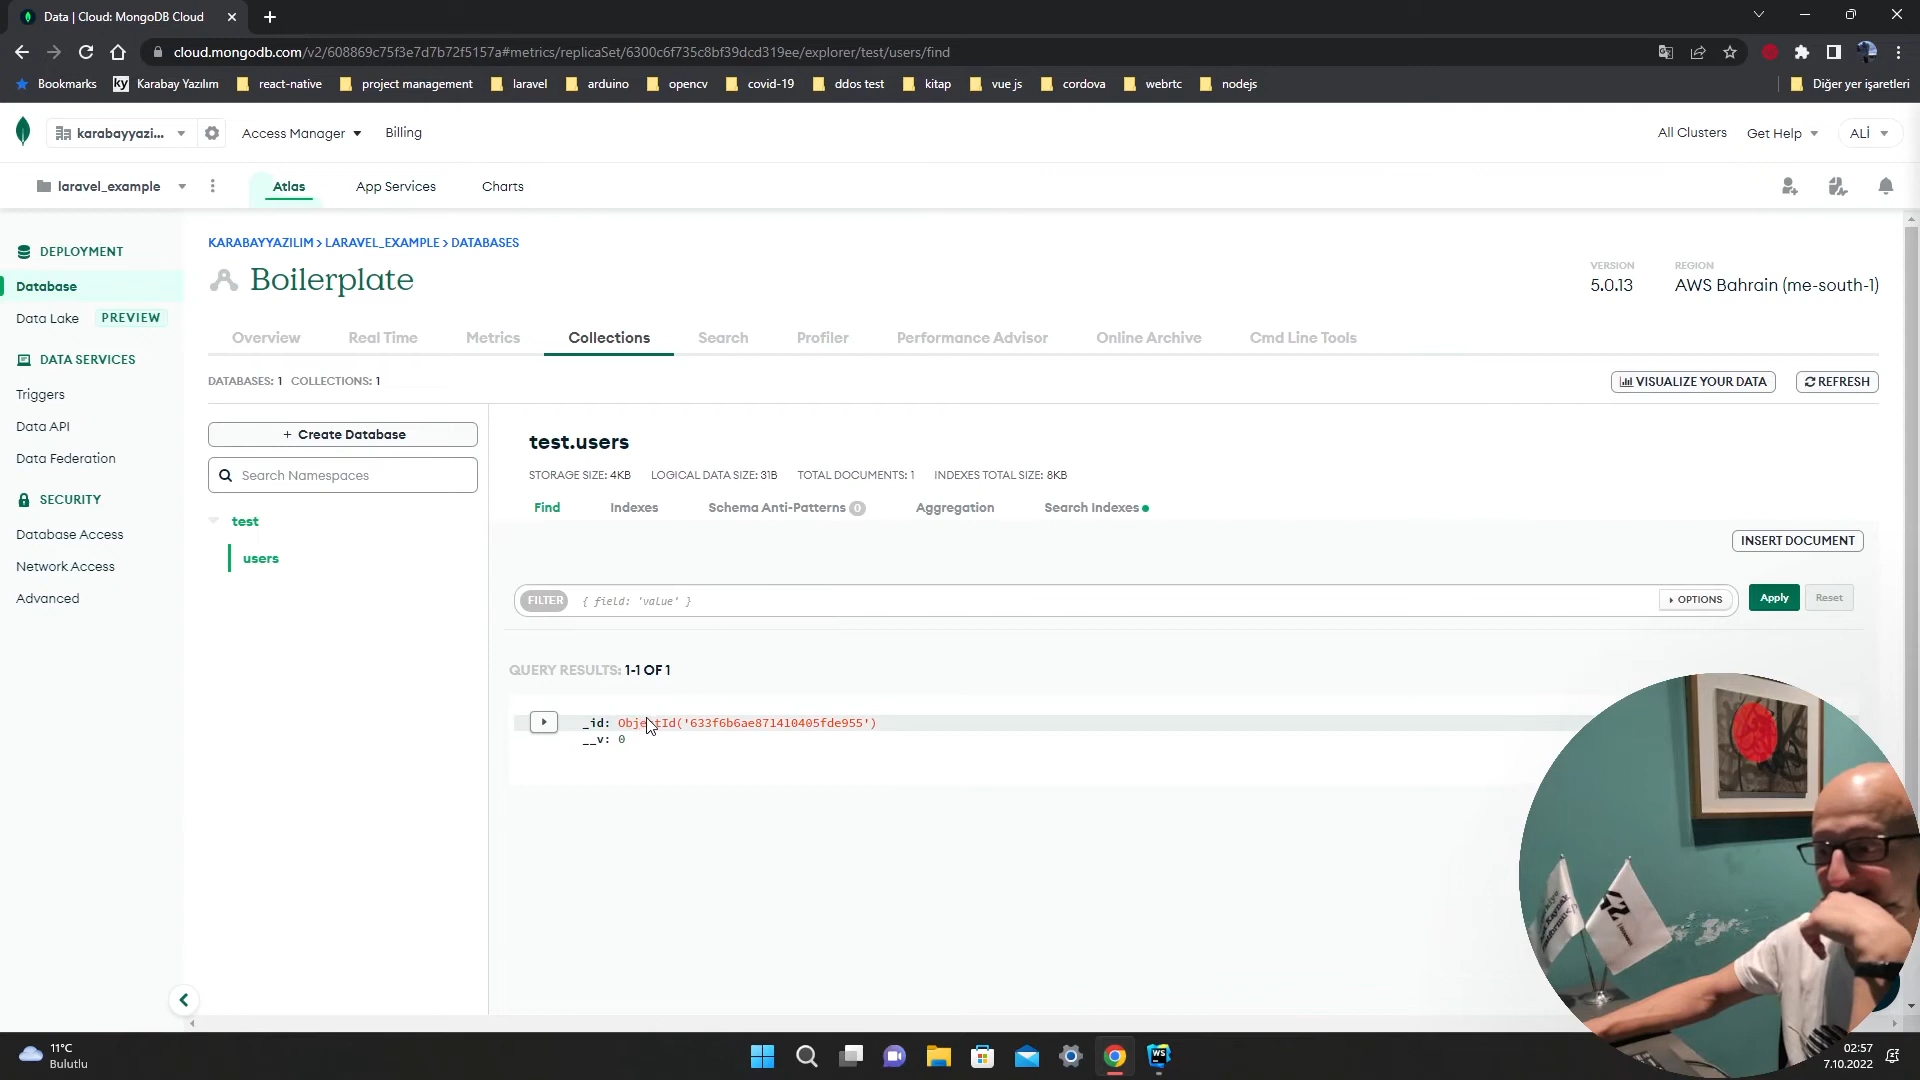 Data | Cloud: MongoDB Cloud
cloud.mongodb.com/v2/608869c75f3e7d7b72f5157a#metrics/replicaSet/6300c6f735c8bf39dcd319ee/explorer/test/users/find
Bookmarks ky Karabay Yazılım react-native project management laravel arduino opencv covid-19 ddos test kitap vue js cordova webrtc nodejs Diğer yer işaretleri
karabayyazi... Access Manager Billing All Clusters Get Help ALİ
laravel_example Atlas App Services Charts
DEPLOYMENT
Database
Data Lake PREVIEW
DATA SERVICES
Triggers
Data API
Data Federation
SECURITY
Database Access
Network Access
Advanced
KARABAYYAZILIM > LARAVEL_EXAMPLE > DATABASES
Boilerplate
VERSION
5.0.13
REGION
AWS Bahrain (me-south-1)
Overview Real Time Metrics Collections Search Profiler Performance Advisor Online Archive Cmd Line Tools
DATABASES: 1 COLLECTIONS: 1
VISUALIZE YOUR DATA REFRESH
+ Create Database
Search Namespaces
test
users
test.users
STORAGE SIZE: 4KB LOGICAL DATA SIZE: 31B TOTAL DOCUMENTS: 1 INDEXES TOTAL SIZE: 8KB
Find Indexes Schema Anti-Patterns 0 Aggregation Search Indexes
INSERT DOCUMENT
FILTER { field: 'value' } OPTIONS Apply Reset
QUERY RESULTS: 1-1 OF 1
_id: ObjectId('633f6b6ae871410405fde955')
__v: 0
42
11°C
Bulutlu
WS
02:57
7.10.2022